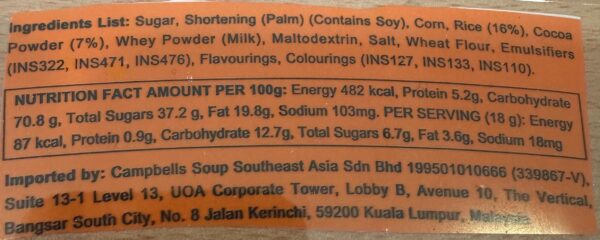 Ingredients List: Sugar, Shortening (Palm) (Contains Soy), Corn, Rice (16%), Cocoa
Powder (7%), Whey Powder (Milk), Maltodextrin, Salt, Wheat Flour, Emulsifiers
(INS322, INS471, INS476), Flavourings, Colourings (INS127, INS133, INS110).
NUTRITION FACT AMOUNT PER 100g: Energy 482 kcal, Protein 5.2g, Carbohydrate
70.8 g, Total Sugars 37.2 g, Fat 19.8g, Sodium 103mg. PER SERVING (18 g): Energy
87 kcal, Protein 0.9g, Carbohydrate 12.7g, Total Sugars 6.7g, Fat 3.6g, Sodium 18mg
Imported by: Campbells Soup Southeast Asia Sdn Bhd 199501010666 (339867-V),
Suite 13-1 Level 13, UOA Corporate Tower, Lobby B, Avenue 10, The Vertical,
Bangsar South City, No. 8 Jalan Kerinchi, 59200 Kuala Lumpur, Malaysia